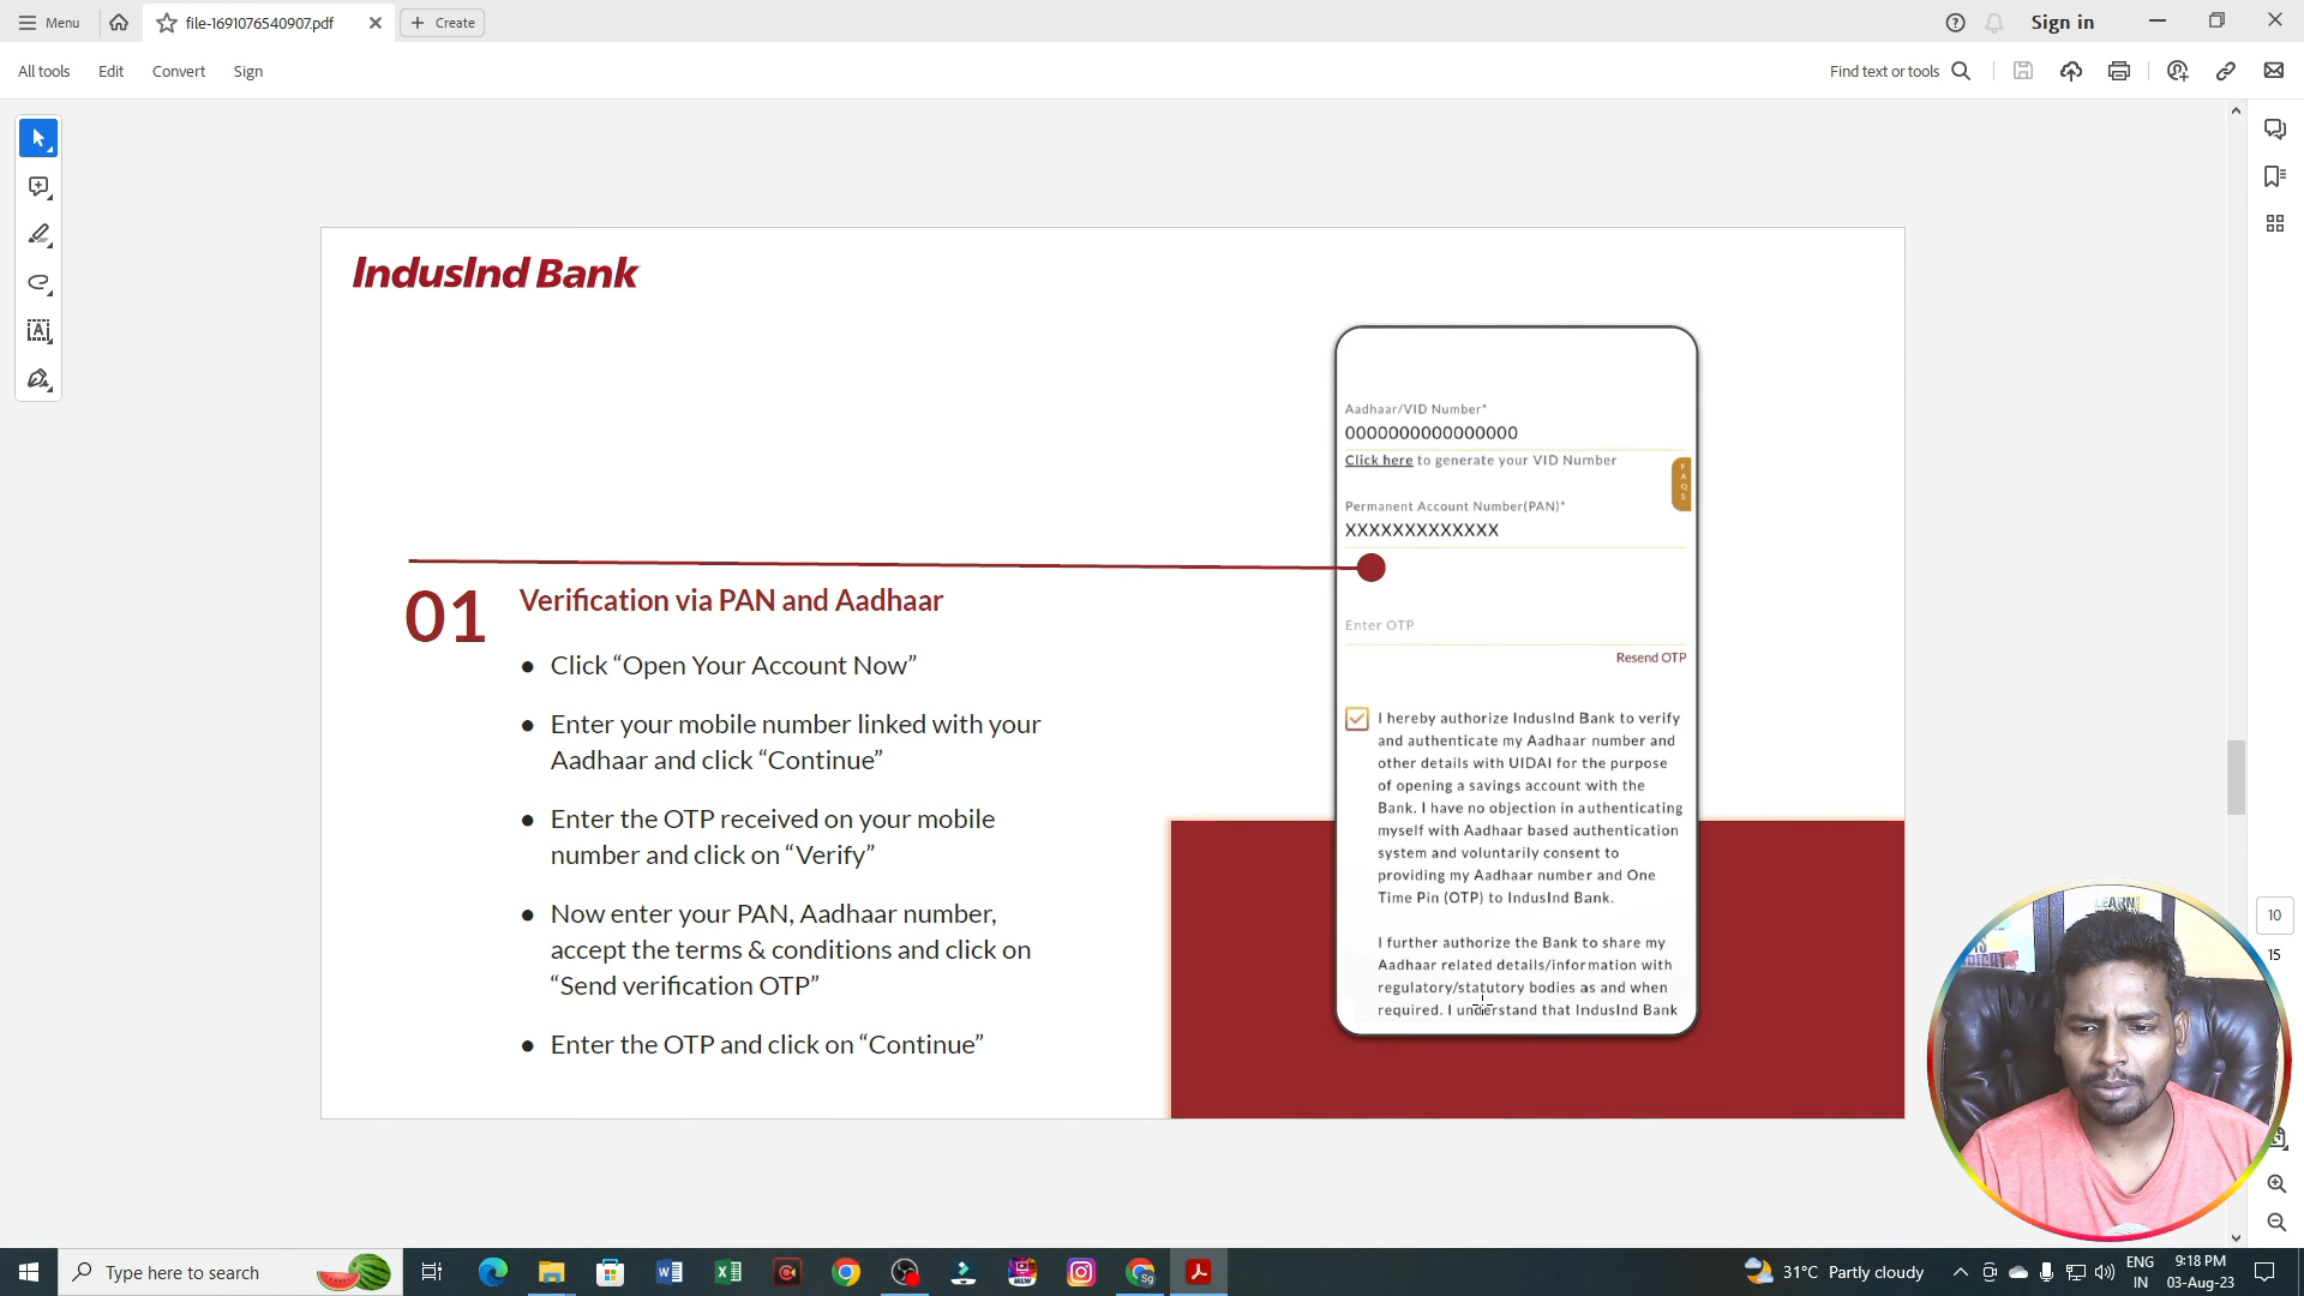 Menu
file-1691076540907.pdf
Create
Sign in
All tools
Edit
Convert
Sign
Find text or tools
IndusInd Bank
01
Verification via PAN and Aadhaar
● Click “Open Your Account Now”
● Enter your mobile number linked with your
Aadhaar and click “Continue”
● Enter the OTP received on your mobile
number and click on “Verify”
● Now enter your PAN, Aadhaar number,
accept the terms & conditions and click on
“Send verification OTP”
● Enter the OTP and click on “Continue”
Aadhaar/VID Number*
0000000000000000
Click here to generate your VID Number
FAQS
Permanent Account Number(PAN)*
XXXXXXXXXXXXX
Enter OTP
Resend OTP
I hereby authorize IndusInd Bank to verify
and authenticate my Aadhaar number and
other details with UIDAI for the purpose
of opening a savings account with the
Bank. I have no objection in authenticating
myself with Aadhaar based authentication
system and voluntarily consent to
providing my Aadhaar number and One
Time Pin (OTP) to IndusInd Bank.
I further authorize the Bank to share my
Aadhaar related details/information with
regulatory/statutory bodies as and when
required. I understand that IndusInd Bank
10
15
LEARN
Type here to search
Sg
31°C Partly cloudy
ENG
IN
9:18 PM
03-Aug-23